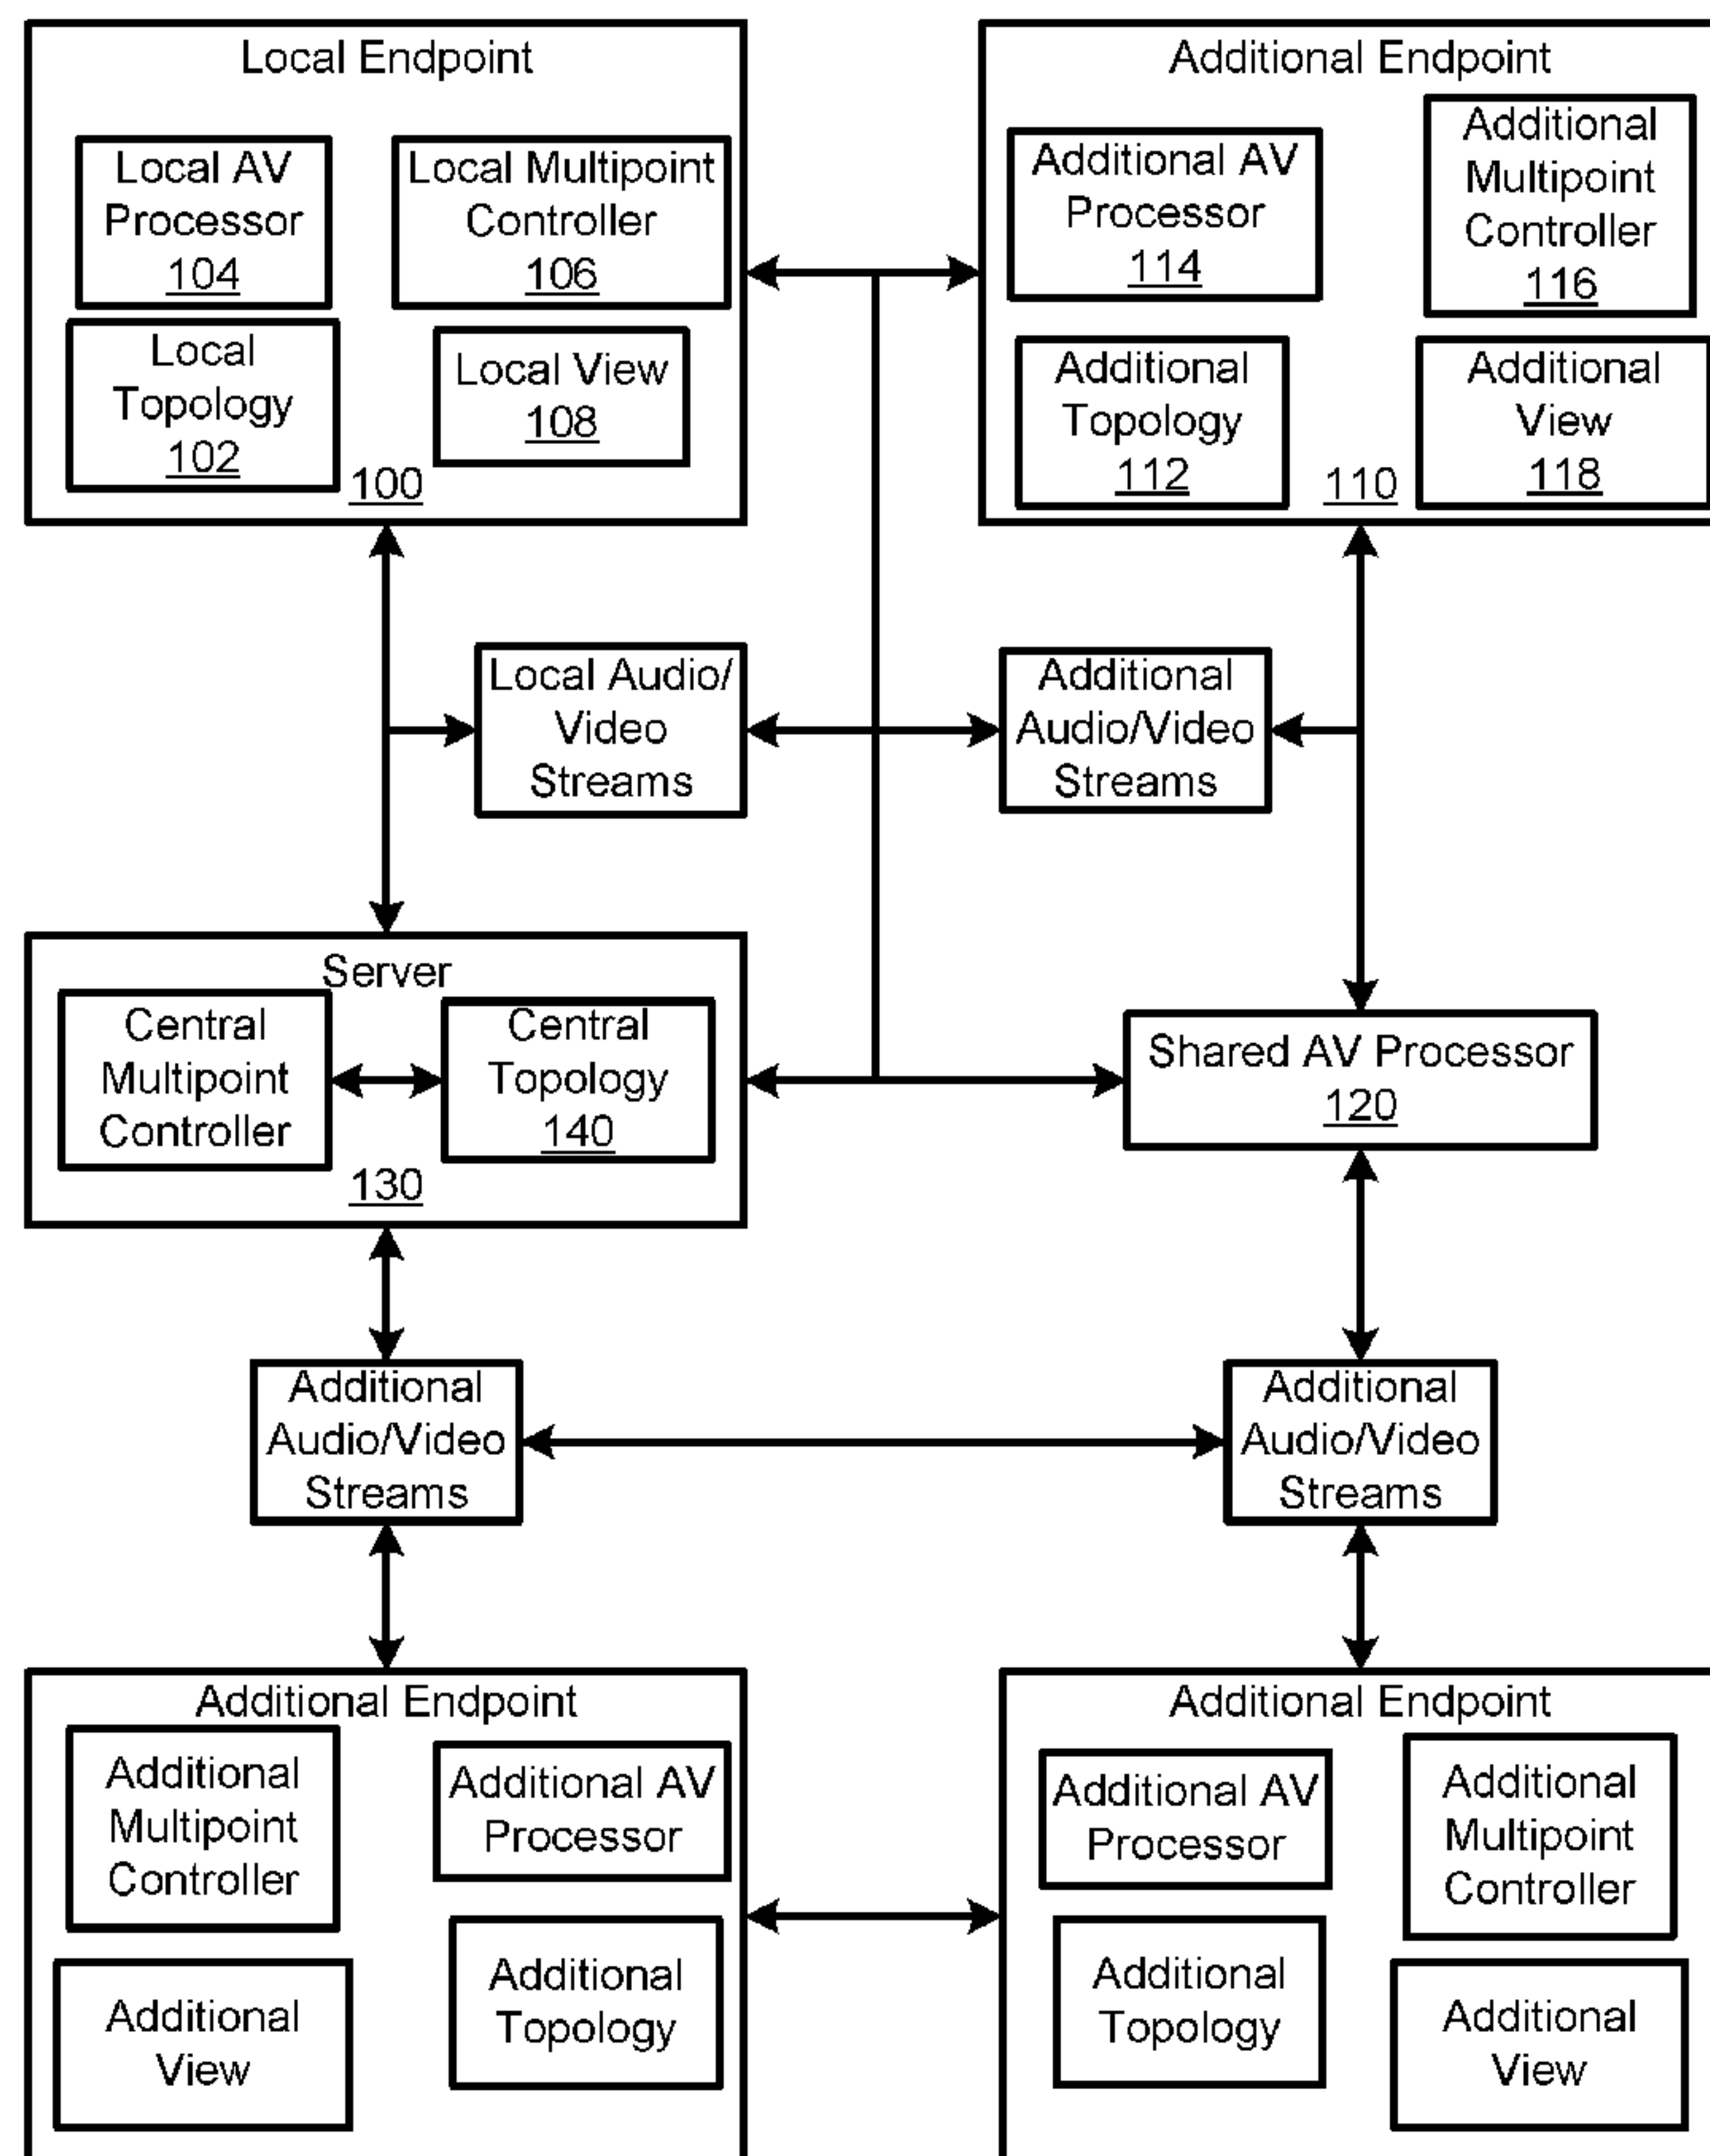 Local Endpoint
Local AV
Processor
104
Local Multipoint
Controller
106
Local
Topology
102
Local View
108
100
Additional Endpoint
Additional AV
Processor
114
Additional
Multipoint
Controller
116
Additional
Topology
112
Additional
View
118
110
Local Audio/
Video
Streams
Additional
Audio/Video
Streams
Server
Central
Multipoint
Controller
Central
Topology
140
130
Shared AV Processor
120
Additional
Audio/Video
Streams
Additional
Audio/Video
Streams
Additional Endpoint
Additional
Multipoint
Controller
Additional AV
Processor
Additional
View
Additional
Topology
Additional Endpoint
Additional AV
Processor
Additional
Multipoint
Controller
Additional
Topology
Additional
View